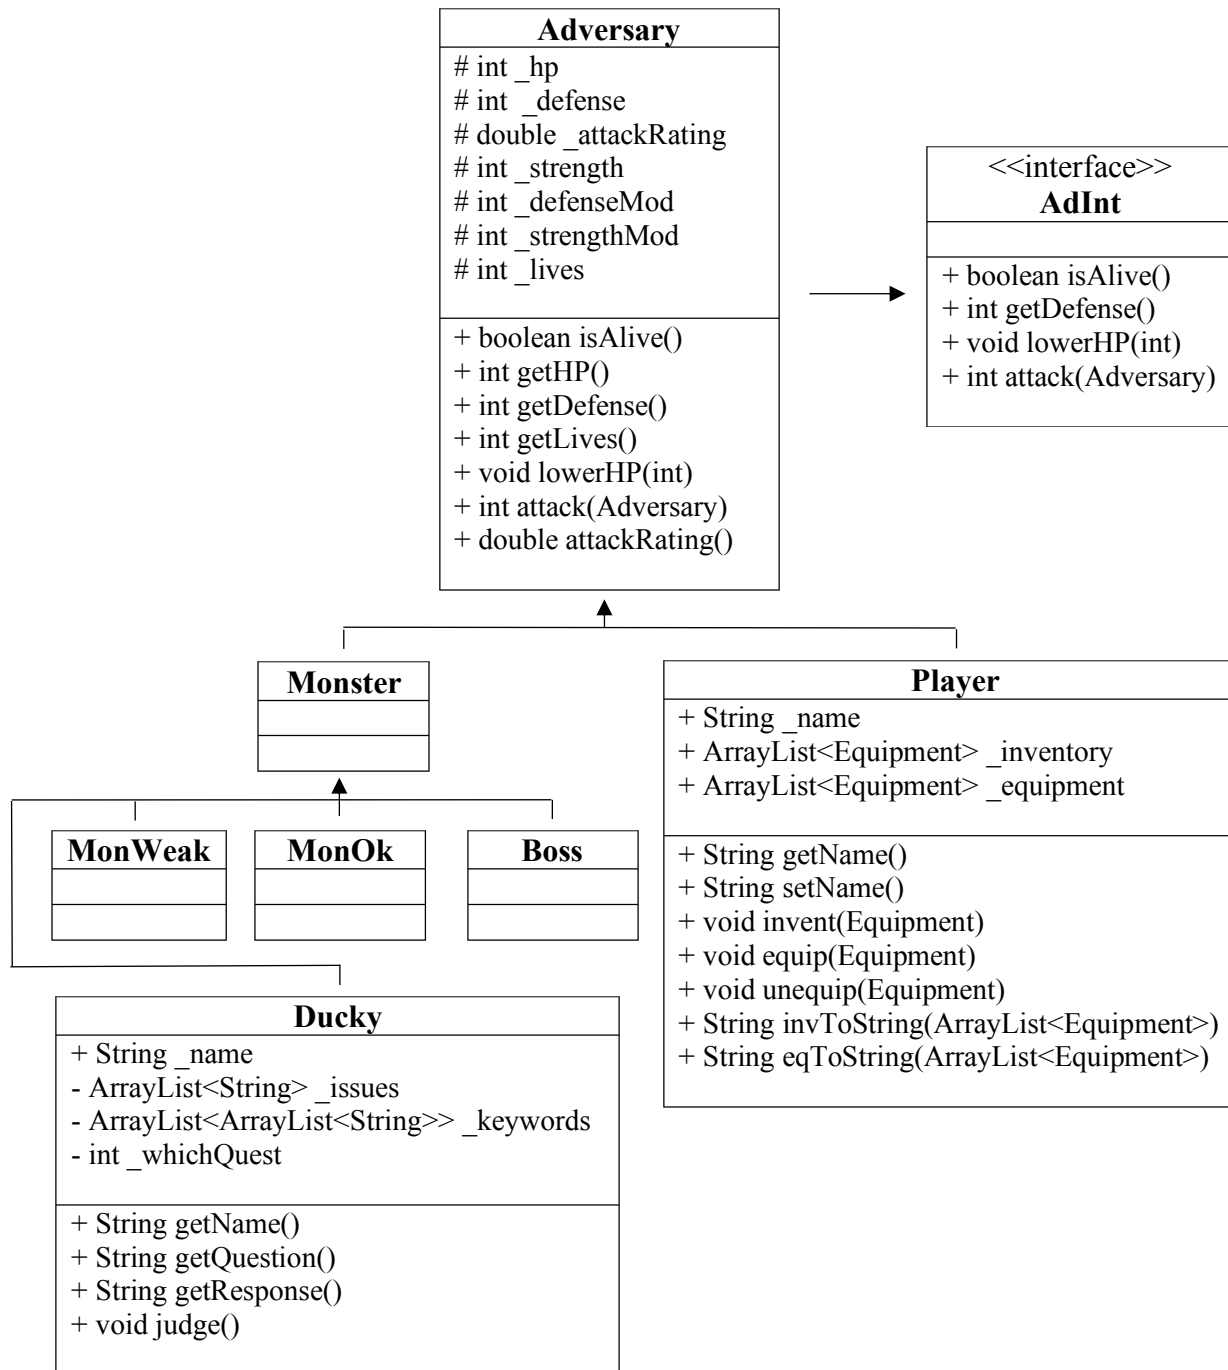 Adversary
# int _hp
# int _defense
# double _attackRating
# int _strength
# int _defenseMod
# int _strengthMod
# int _lives
+ boolean isAlive()
+ int getHP()
+ int getDefense()
+ int getLives()
+ void lowerHP(int)
+ int attack(Adversary)
+ double attackRating()
<<interface>>
AdInt
+ boolean isAlive()
+ int getDefense()
+ void lowerHP(int)
+ int attack(Adversary)
Monster
Player
+ String _name
+ ArrayList<Equipment> _inventory
+ ArrayList<Equipment> _equipment
+ String getName()
+ String setName()
+ void invent(Equipment)
+ void equip(Equipment)
+ void unequip(Equipment)
+ String invToString(ArrayList<Equipment>)
+ String eqToString(ArrayList<Equipment>)
MonWeak
MonOk
Boss
Ducky
+ String _name
- ArrayList<String> _issues
- ArrayList<ArrayList<String>> _keywords
- int _whichQuest
+ String getName()
+ String getQuestion()
+ String getResponse()
+ void judge()